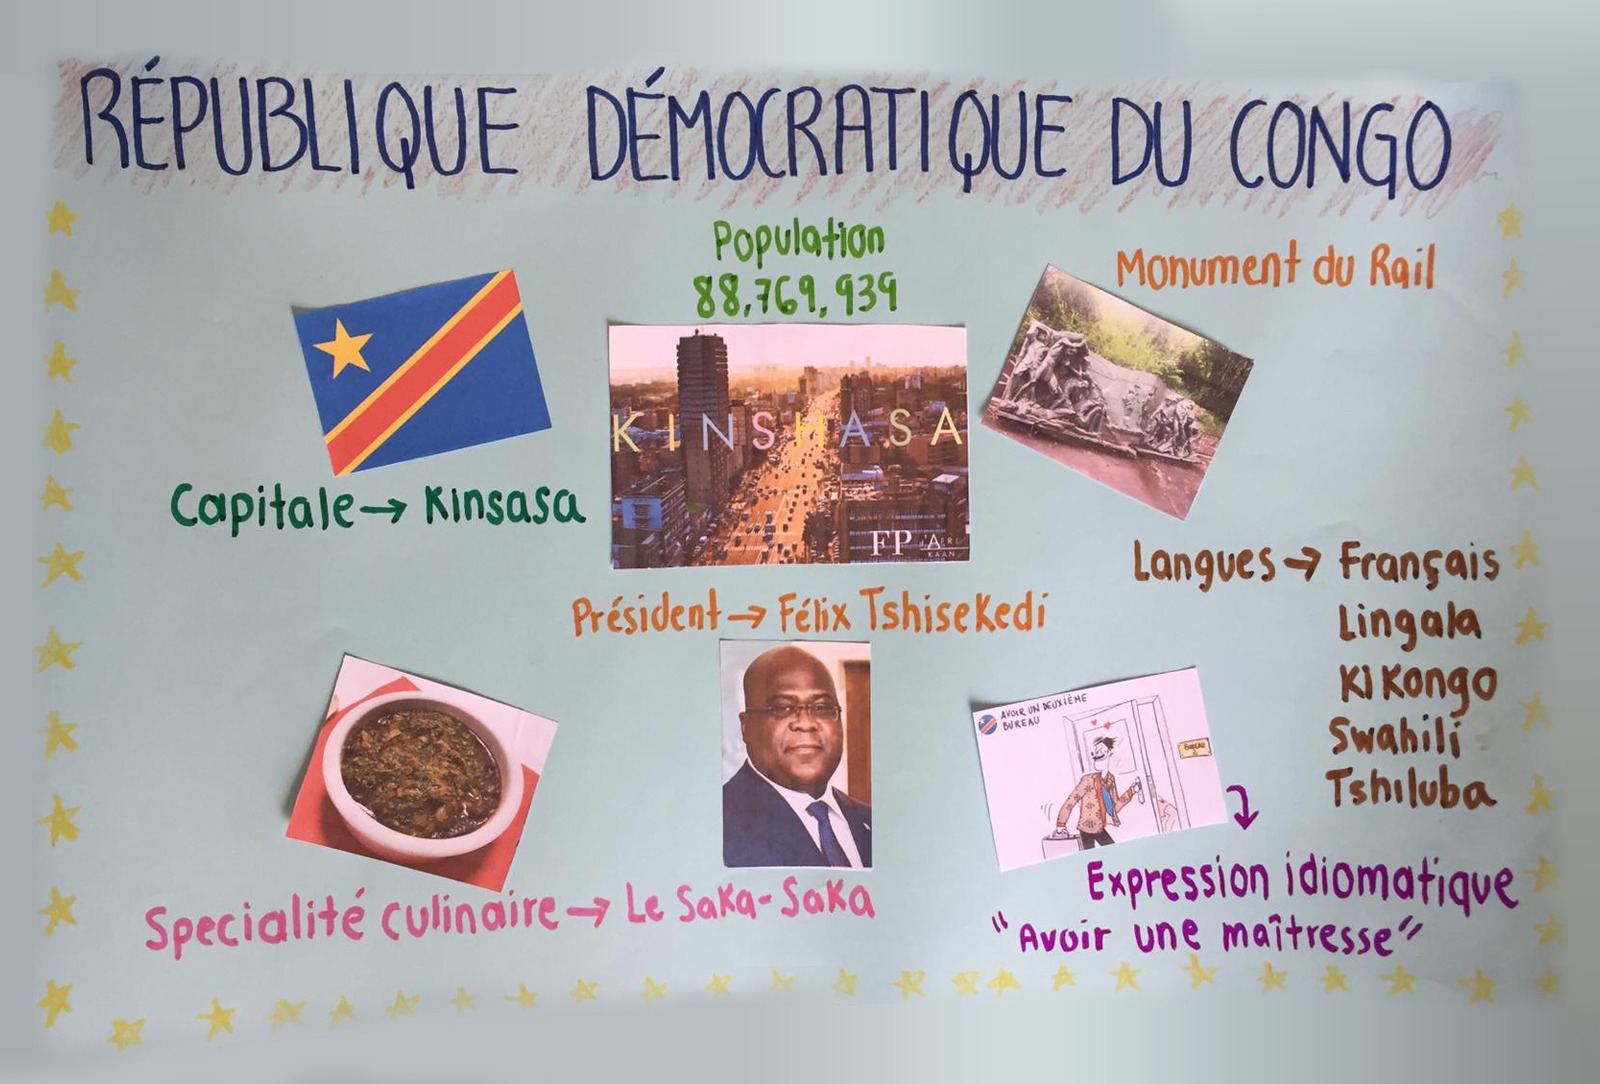 RÉPUBLIQUE DÉMOCRATIQUE DU CONGO
Population
88,769,939
Monument du Rail
KINSHASA
FP
Capitale → Kinsasa
Langues → Français
Lingala
KiKongo
Swahili
Tshiluba
Président → Félix TshiseKedi
AVOIR UN DEUXIÈME
BUREAU
BUREAU
2
Specialité culinaire → Le SaKa-SaKa
Expression idiomatique
"Avoir une maîtresse"